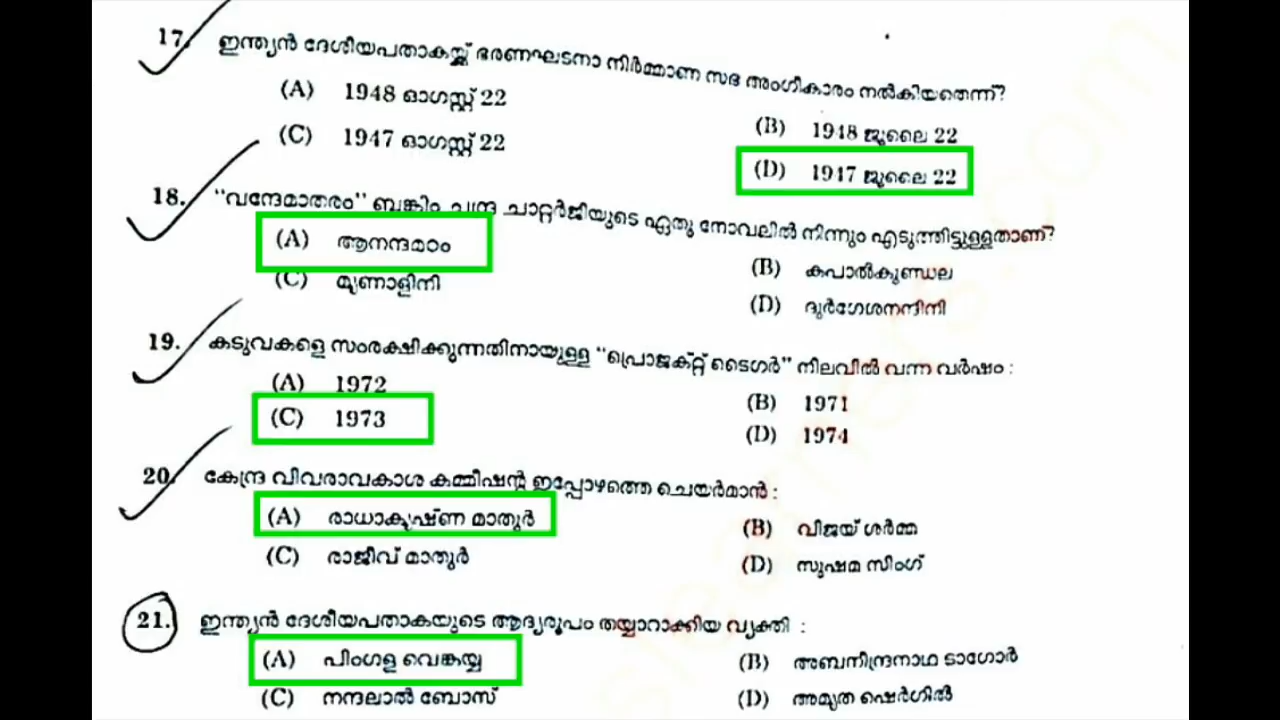 17. ഇന്ത്യൻ ദേശീയപതാകയ്ക്ക് ഭരണഘടനാ നിർമ്മാണ സഭ അംഗീകാരം നൽകിയതെന്ന്?
(A) 1948 ഓഗസ്റ്റ് 22
(B) 1948 ജൂലൈ 22
(C) 1947 ഓഗസ്റ്റ് 22
(D) 1947 ജൂലൈ 22
18. "വന്ദേമാതരം" ബങ്കിം ചന്ദ്ര ചാറ്റർജിയുടെ ഏതു നോവലിൽ നിന്നും എടുത്തിട്ടുള്ളതാണ്?
(A) ആനന്ദമഠം
(B) കപാൽകുണ്ഡല
(C) മൃണാളിനി
(D) ദുർഗേശനന്ദിനി
19. കടുവകളെ സംരക്ഷിക്കുന്നതിനായുള്ള "പ്രൊജക്റ്റ് ടൈഗർ" നിലവിൽ വന്ന വർഷം :
(A) 1972
(B) 1971
(C) 1973
(D) 1974
20. കേന്ദ്ര വിവരാവകാശ കമ്മീഷന്റ ഇപ്പോഴത്തെ ചെയർമാൻ :
(A) രാധാകൃഷ്ണ മാതുർ
(B) വിജയ് ശർമ്മ
(C) രാജീവ് മാതുർ
(D) സുഷമ സിംഗ്
21. ഇന്ത്യൻ ദേശീയപതാകയുടെ ആദ്യരൂപം തയ്യാറാക്കിയ വ്യക്തി :
(A) പിംഗള വെങ്കയ്യ
(B) അബനീന്ദ്രനാഥ ടാഗോർ
(C) നന്ദലാൽ ബോസ്
(D) അമൃത ഷെർഗിൽ